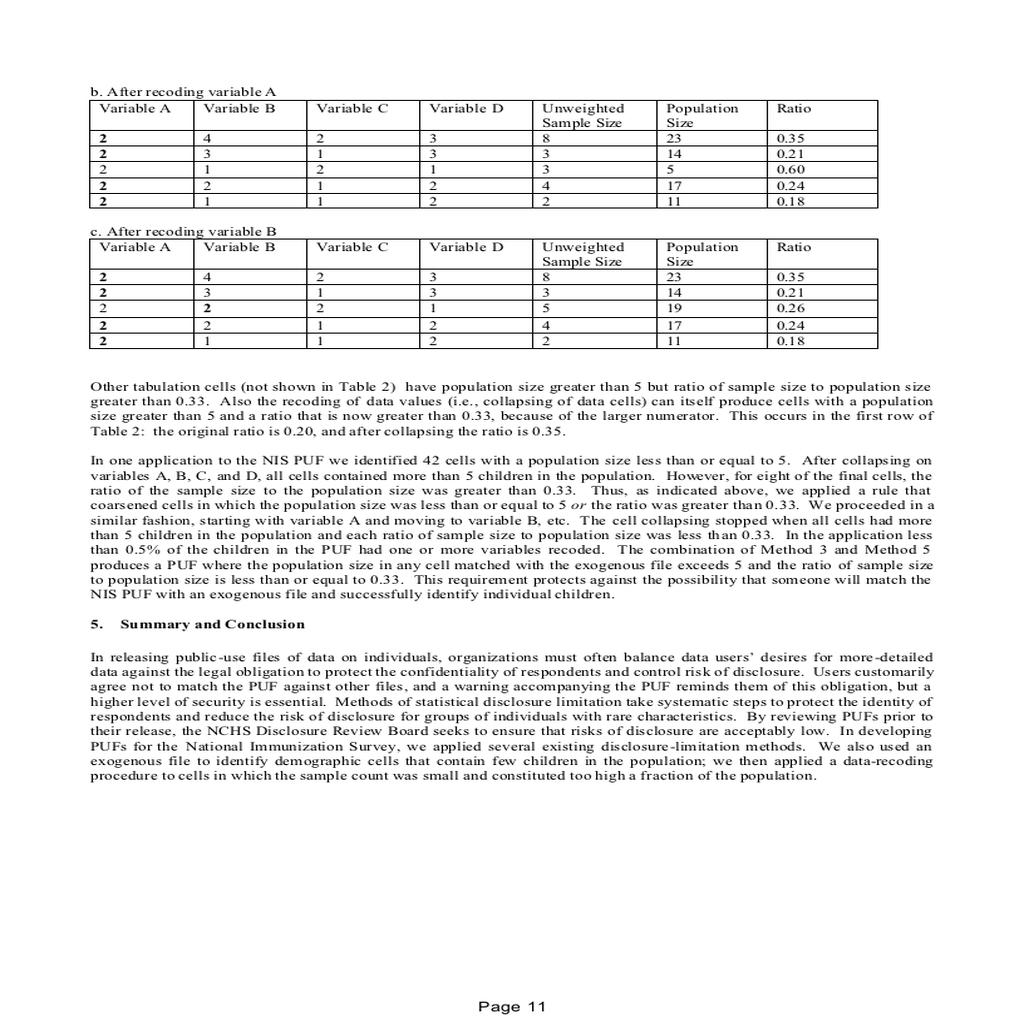 b. After recoding variable A
Variable A Variable B Variable C Variable D Unweighted Sample Size Population Size Ratio
2 4 2 3 8 23 0.35
2 3 1 3 3 14 0.21
2 1 2 1 3 5 0.60
2 2 1 2 4 17 0.24
2 1 1 2 2 11 0.18
c. After recoding variable B
Variable A Variable B Variable C Variable D Unweighted Sample Size Population Size Ratio
2 4 2 3 8 23 0.35
2 3 1 3 3 14 0.21
2 2 2 1 5 19 0.26
2 2 1 2 4 17 0.24
2 1 1 2 2 11 0.18
Other tabulation cells (not shown in Table 2) have population size greater than 5 but ratio of sample size to population size
greater than 0.33. Also the recoding of data values (i.e., collapsing of data cells) can itself produce cells with a population
size greater than 5 and a ratio that is now greater than 0.33, because of the larger numerator. This occurs in the first row of
Table 2: the original ratio is 0.20, and after collapsing the ratio is 0.35.
In one application to the NIS PUF we identified 42 cells with a population size less than or equal to 5. After collapsing on
variables A, B, C, and D, all cells contained more than 5 children in the population. However, for eight of the final cells, the
ratio of the sample size to the population size was greater than 0.33. Thus, as indicated above, we applied a rule that
coarsened cells in which the population size was less than or equal to 5 or the ratio was greater than 0.33. We proceeded in a
similar fashion, starting with variable A and moving to variable B, etc. The cell collapsing stopped when all cells had more
than 5 children in the population and each ratio of sample size to population size was less than 0.33. In the application less
than 0.5% of the children in the PUF had one or more variables recoded. The combination of Method 3 and Method 5
produces a PUF where the population size in any cell matched with the exogenous file exceeds 5 and the ratio of sample size
to population size is less than or equal to 0.33. This requirement protects against the possibility that someone will match the
NIS PUF with an exogenous file and successfully identify individual children.
5. Summary and Conclusion
In releasing public-use files of data on individuals, organizations must often balance data users' desires for more-detailed
data against the legal obligation to protect the confidentiality of respondents and control risk of disclosure. Users customarily
agree not to match the PUF against other files, and a warning accompanying the PUF reminds them of this obligation, but a
higher level of security is essential. Methods of statistical disclosure limitation take systematic steps to protect the identity of
respondents and reduce the risk of disclosure for groups of individuals with rare characteristics. By reviewing PUFs prior to
their release, the NCHS Disclosure Review Board seeks to ensure that risks of disclosure are acceptably low. In developing
PUFs for the National Immunization Survey, we applied several existing disclosure-limitation methods. We also used an
exogenous file to identify demographic cells that contain few children in the population; we then applied a data-recoding
procedure to cells in which the sample count was small and constituted too high a fraction of the population.
Page 11